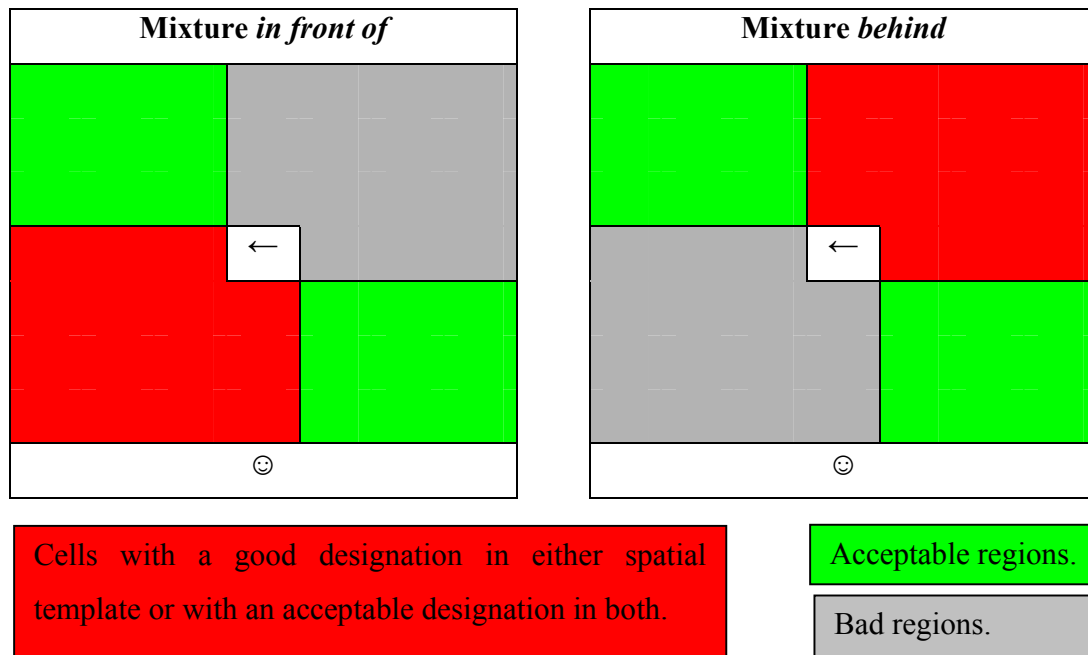 Mixture in front of
Mixture behind
←
←
☺
☺
Cells with a good designation in either spatial
template or with an acceptable designation in both.
Acceptable regions.
Bad regions.